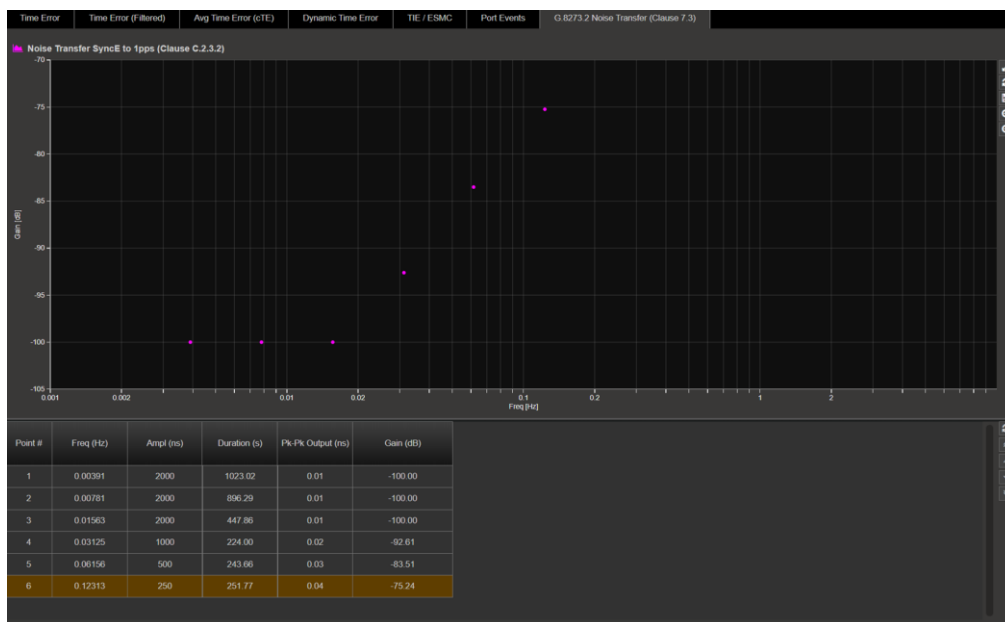 Time Error Time Error (Filtered) Avg Time Error (cTE) Dynamic Time Error TIE / ESMC Port Events G.8273.2 Noise Transfer (Clause 7.3)
Noise Transfer SyncE to 1pps (Clause C.2.3.2)
-70
-75
-80
-85
-90
-95
-100
-105
Gain [dB]
0.001 0.002 0.01 0.02 0.1 0.2 1 2
Freq [Hz]
Point # Freq (Hz) Ampl (ns) Duration (s) Pk-Pk Output (ns) Gain (dB)
1 0.00391 2000 1023.02 0.01 -100.00
2 0.00781 2000 896.29 0.01 -100.00
3 0.01563 2000 447.86 0.01 -100.00
4 0.03125 1000 224.00 0.02 -92.61
5 0.06156 500 243.66 0.03 -83.51
6 0.12313 250 251.77 0.04 -75.24